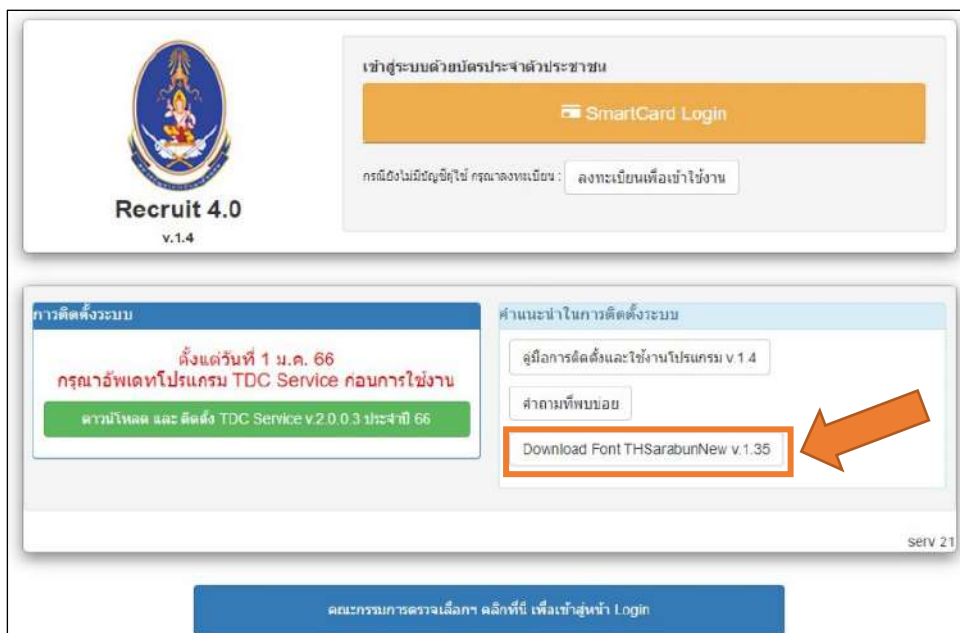 Recruit 4.0
v.1.4
เข้าสู่ระบบด้วยบัตรประจำตัวประชาชน
SmartCard Login
กรณียังไม่มีบัญชีผู้ใช้ กรุณาลงทะเบียน :
ลงทะเบียนเพื่อเข้าใช้งาน
การติดตั้งระบบ
ตั้งแต่วันที่ 1 ม.ค. 66
กรุณาอัพเดทโปรแกรม TDC Service ก่อนการใช้งาน
ดาวน์โหลด และ ติดตั้ง TDC Service v.2.0.0.3 ประจำปี 66
คำแนะนำในการติดตั้งระบบ
คู่มือการติดตั้งและใช้งานโปรแกรม v.1.4
คำถามที่พบบ่อย
Download Font THSarabunNew v.1.35
serv 21
คณะกรรมการตรวจเลือกฯ คลิกที่นี่ เพื่อเข้าสู่หน้า Login